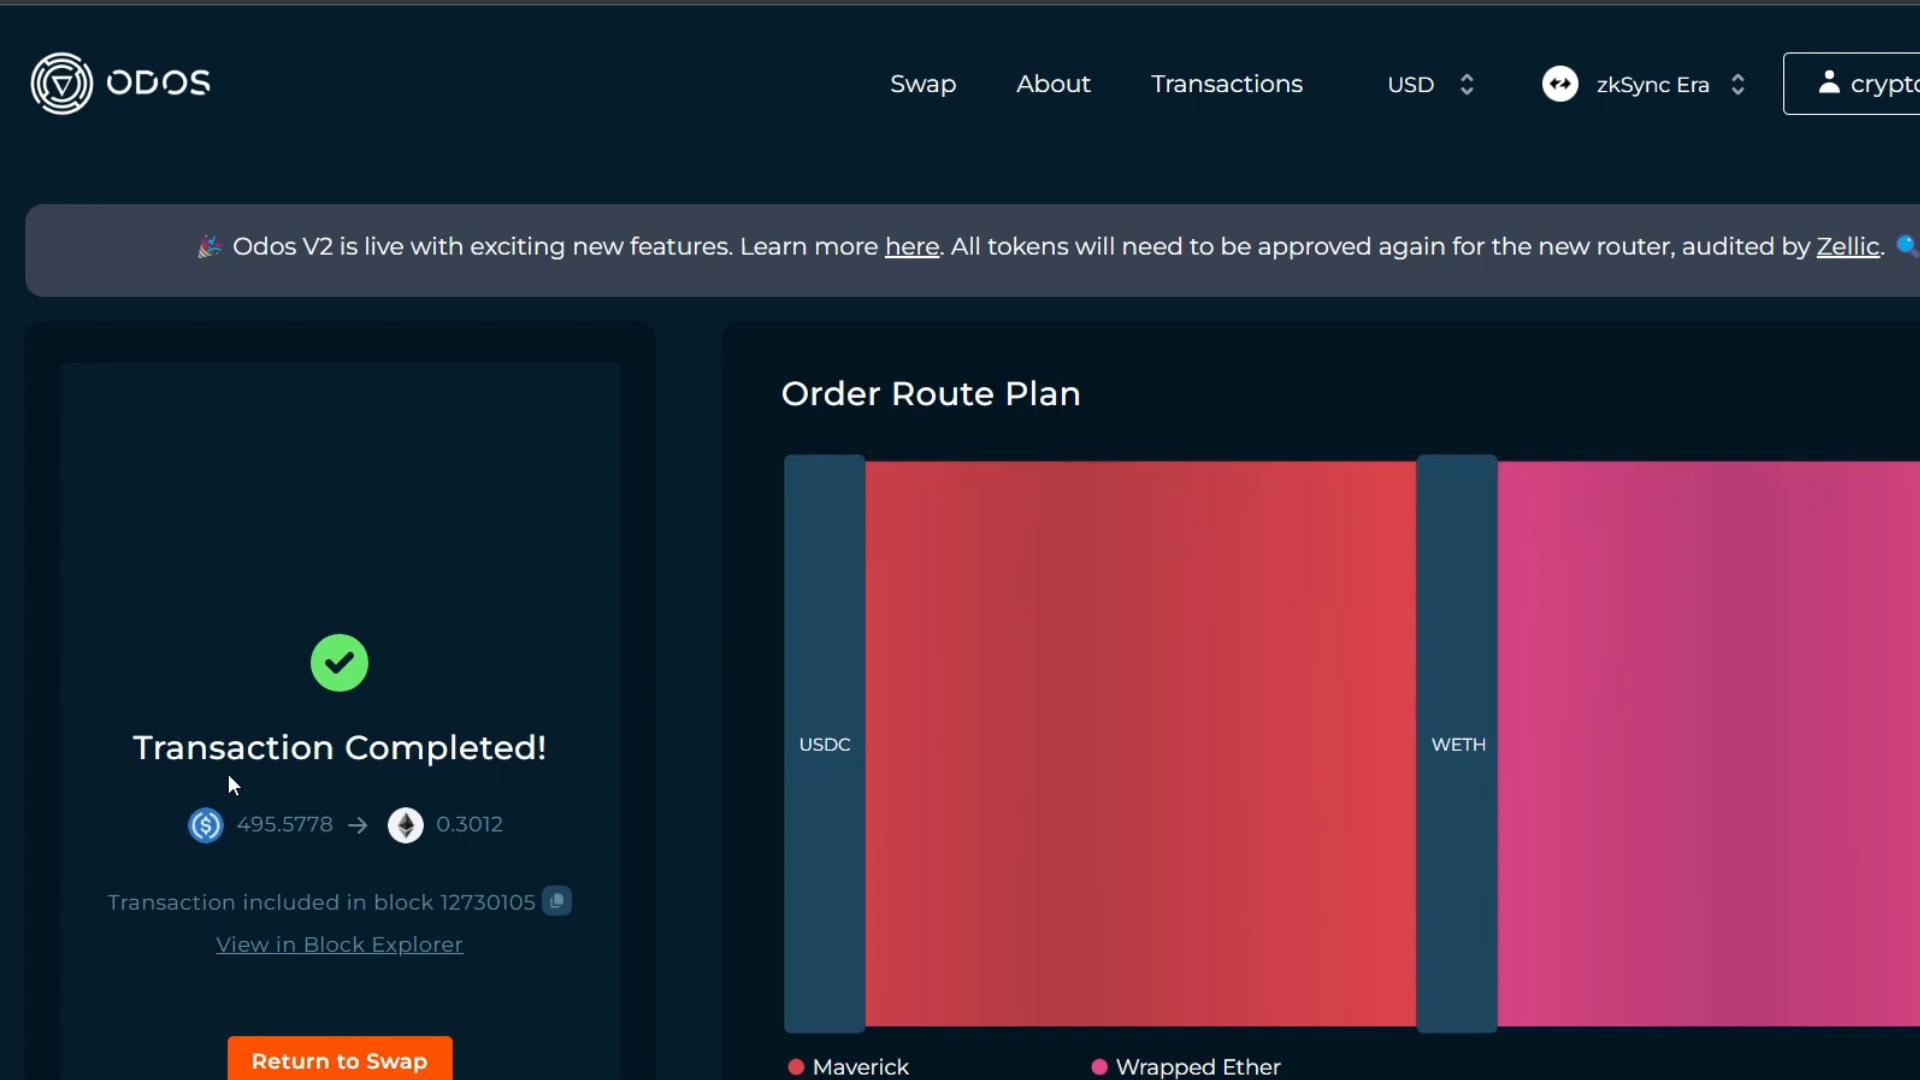 ODOS
Swap
About
Transactions
USD
zkSync Era
crypto
Odos V2 is live with exciting new features. Learn more here. All tokens will need to be approved again for the new router, audited by Zellic.
Transaction Completed!
495.5778 → 0.3012
Transaction included in block 12730105
View in Block Explorer
Return to Swap
Order Route Plan
USDC
WETH
Maverick
Wrapped Ether